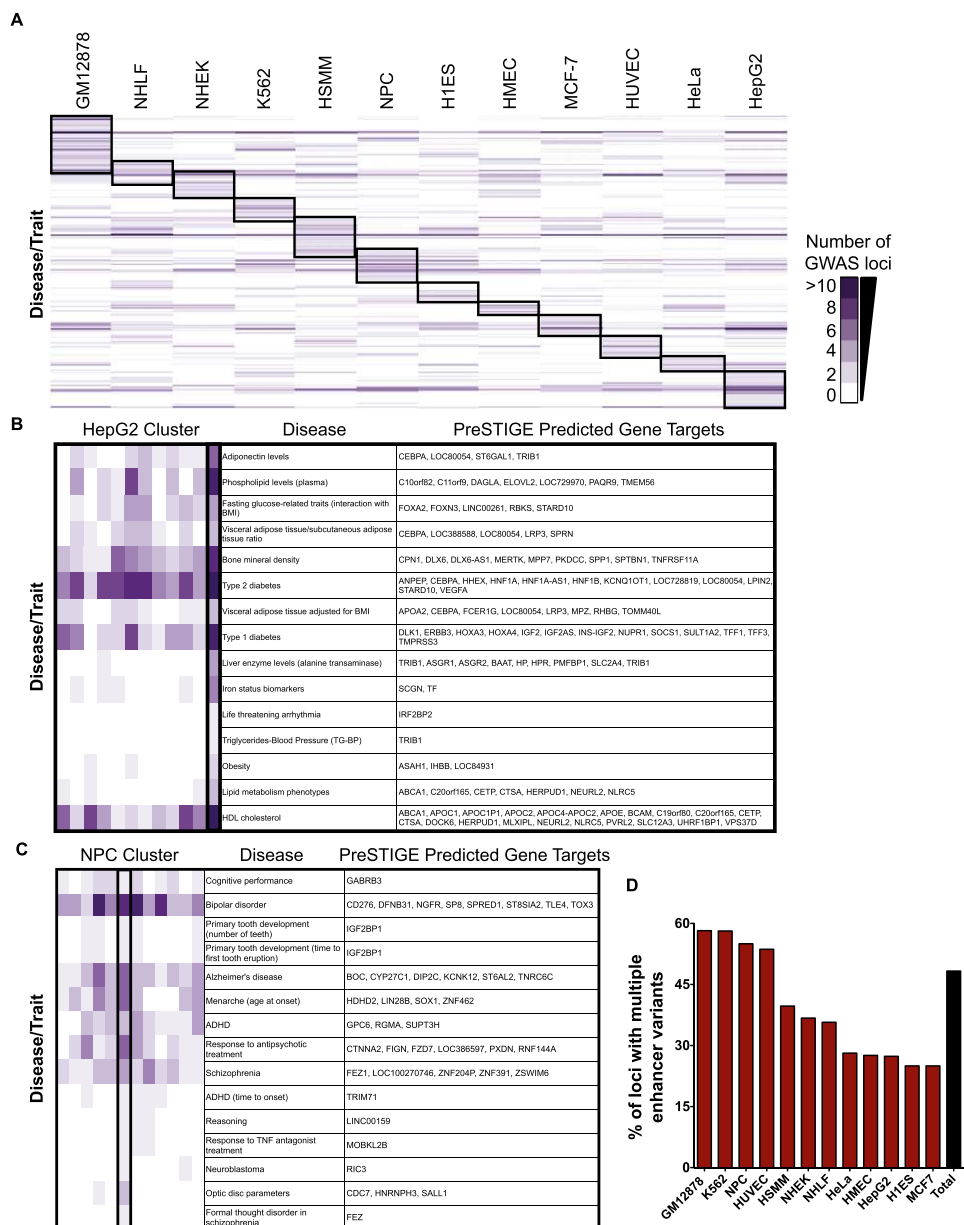 A
GM12878
NHLF
NHEK
K562
HSMM
NPC
H1ES
HMEC
MCF-7
HUVEC
HeLa
HepG2
Disease/Trait
Number of
GWAS loci
>10
8
6
4
2
0
B
HepG2 Cluster
Disease
PreSTIGE Predicted Gene Targets
Disease/Trait
Adiponectin levels
CEBPA, LOC80054, ST6GAL1, TRIB1
Phospholipid levels (plasma)
C10orf82, C11orf9, DAGLA, ELOVL2, LOC729970, PAQR9, TMEM56
Fasting glucose-related traits (interaction with
BMI)
FOXA2, FOXN3, LINC00261, RBKS, STARD10
Visceral adipose tissue/subcutaneous adipose
tissue ratio
CEBPA, LOC388588, LOC80054, LRP3, SPRN
Bone mineral density
CPN1, DLX6, DLX6-AS1, MERTK, MPP7, PKDCC, SPP1, SPTBN1, TNFRSF11A
Type 2 diabetes
ANPEP, CEBPA, HHEX, HNF1A, HNF1A-AS1, HNF1B, KCNQ1OT1, LOC728819, LOC80054, LPIN2,
STARD10, VEGFA
Visceral adipose tissue adjusted for BMI
APOA2, CEBPA, FCER1G, LOC80054, LRP3, MPZ, RHBG, TOMM40L
Type 1 diabetes
DLK1, ERBB3, HOXA3, HOXA4, IGF2, IGF2AS, INS-IGF2, NUPR1, SOCS1, SULT1A2, TFF1, TFF3,
TMPRSS3
Liver enzyme levels (alanine transaminase)
TRIB1, ASGR1, ASGR2, BAAT, HP, HPR, PMFBP1, SLC2A4, TRIB1
Iron status biomarkers
SCGN, TF
Life threatening arrhythmia
IRF2BP2
Triglycerides-Blood Pressure (TG-BP)
TRIB1
Obesity
ASAH1, IHBB, LOC84931
Lipid metabolism phenotypes
ABCA1, C20orf165, CETP, CTSA, HERPUD1, NEURL2, NLRC5
HDL cholesterol
ABCA1, APOC1, APOC1P1, APOC2, APOC4-APOC2, APOE, BCAM, C19orf80, C20orf165, CETP,
CTSA, DOCK6, HERPUD1, MLXIPL, NEURL2, NLRC5, PVRL2, SLC12A3, UHRF1BP1, VPS37D
C
NPC Cluster
Disease
PreSTIGE Predicted Gene Targets
Disease/Trait
Cognitive performance
GABRB3
Bipolar disorder
CD276, DFNB31, NGFR, SP8, SPRED1, ST8SIA2, TLE4, TOX3
Primary tooth development
(number of teeth)
IGF2BP1
Primary tooth development (time to
first tooth eruption)
IGF2BP1
Alzheimer's disease
BOC, CYP27C1, DIP2C, KCNK12, ST6AL2, TNRC6C
Menarche (age at onset)
HDHD2, LIN28B, SOX1, ZNF462
ADHD
GPC6, RGMA, SUPT3H
Response to antipsychotic
treatment
CTNNA2, FIGN, FZD7, LOC386597, PXDN, RNF144A
Schizophrenia
FEZ1, LOC100270746, ZNF204P, ZNF391, ZSWIM6
ADHD (time to onset)
TRIM71
Reasoning
LINC00159
Response to TNF antagonist
treatment
MOBKL2B
Neuroblastoma
RIC3
Optic disc parameters
CDC7, HNRNPH3, SALL1
Formal thought disorder in
schizophrenia
FEZ
D
% of loci with multiple
enhancer variants
60
45
30
15
0
GM12878
K562
NPC
HUVEC
HSMM
NHEK
NHLF
HeLa
HMEC
HepG2
H1ES
MCF7
Total